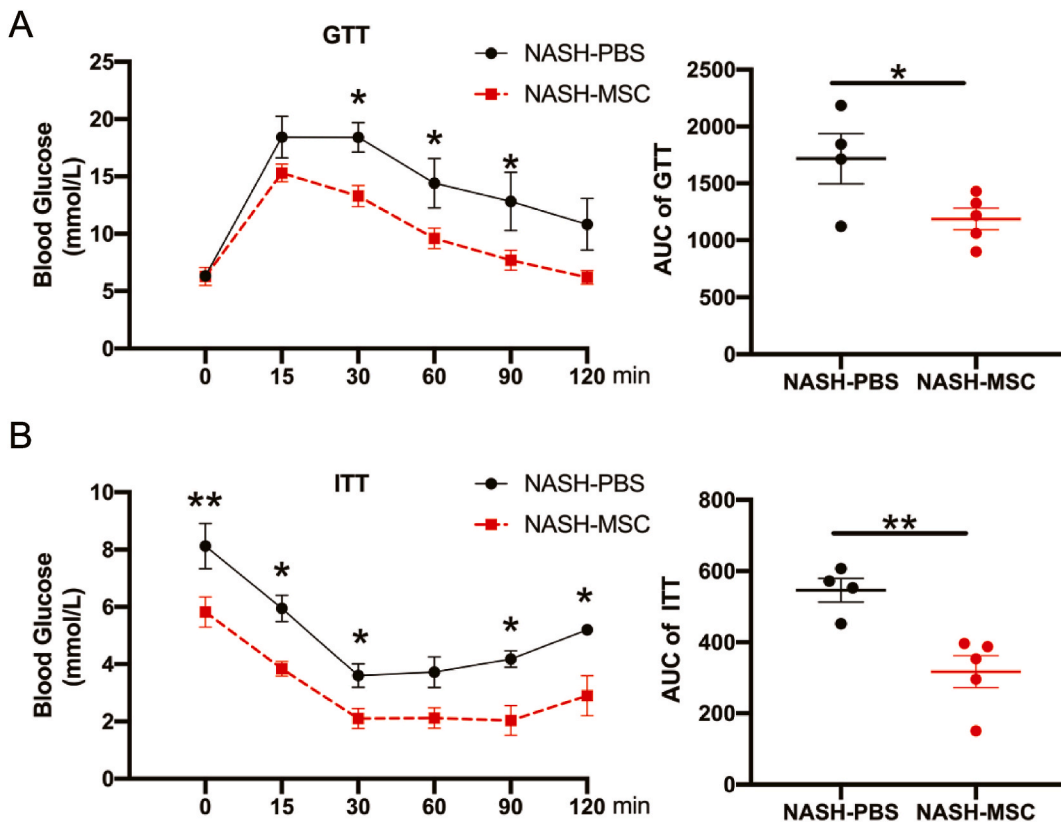 A
GTT
NASH-PBS
NASH-MSC
Blood Glucose
(mmol/L)
25
20
15
10
5
0
*
*
*
0 15 30 60 90 120 min
AUC of GTT
2500
2000
1500
1000
500
0
*
NASH-PBS NASH-MSC
B
ITT
NASH-PBS
NASH-MSC
Blood Glucose
(mmol/L)
10
8
6
4
2
0
**
*
*
*
*
0 15 30 60 90 120 min
AUC of ITT
800
600
400
200
0
**
NASH-PBS NASH-MSC